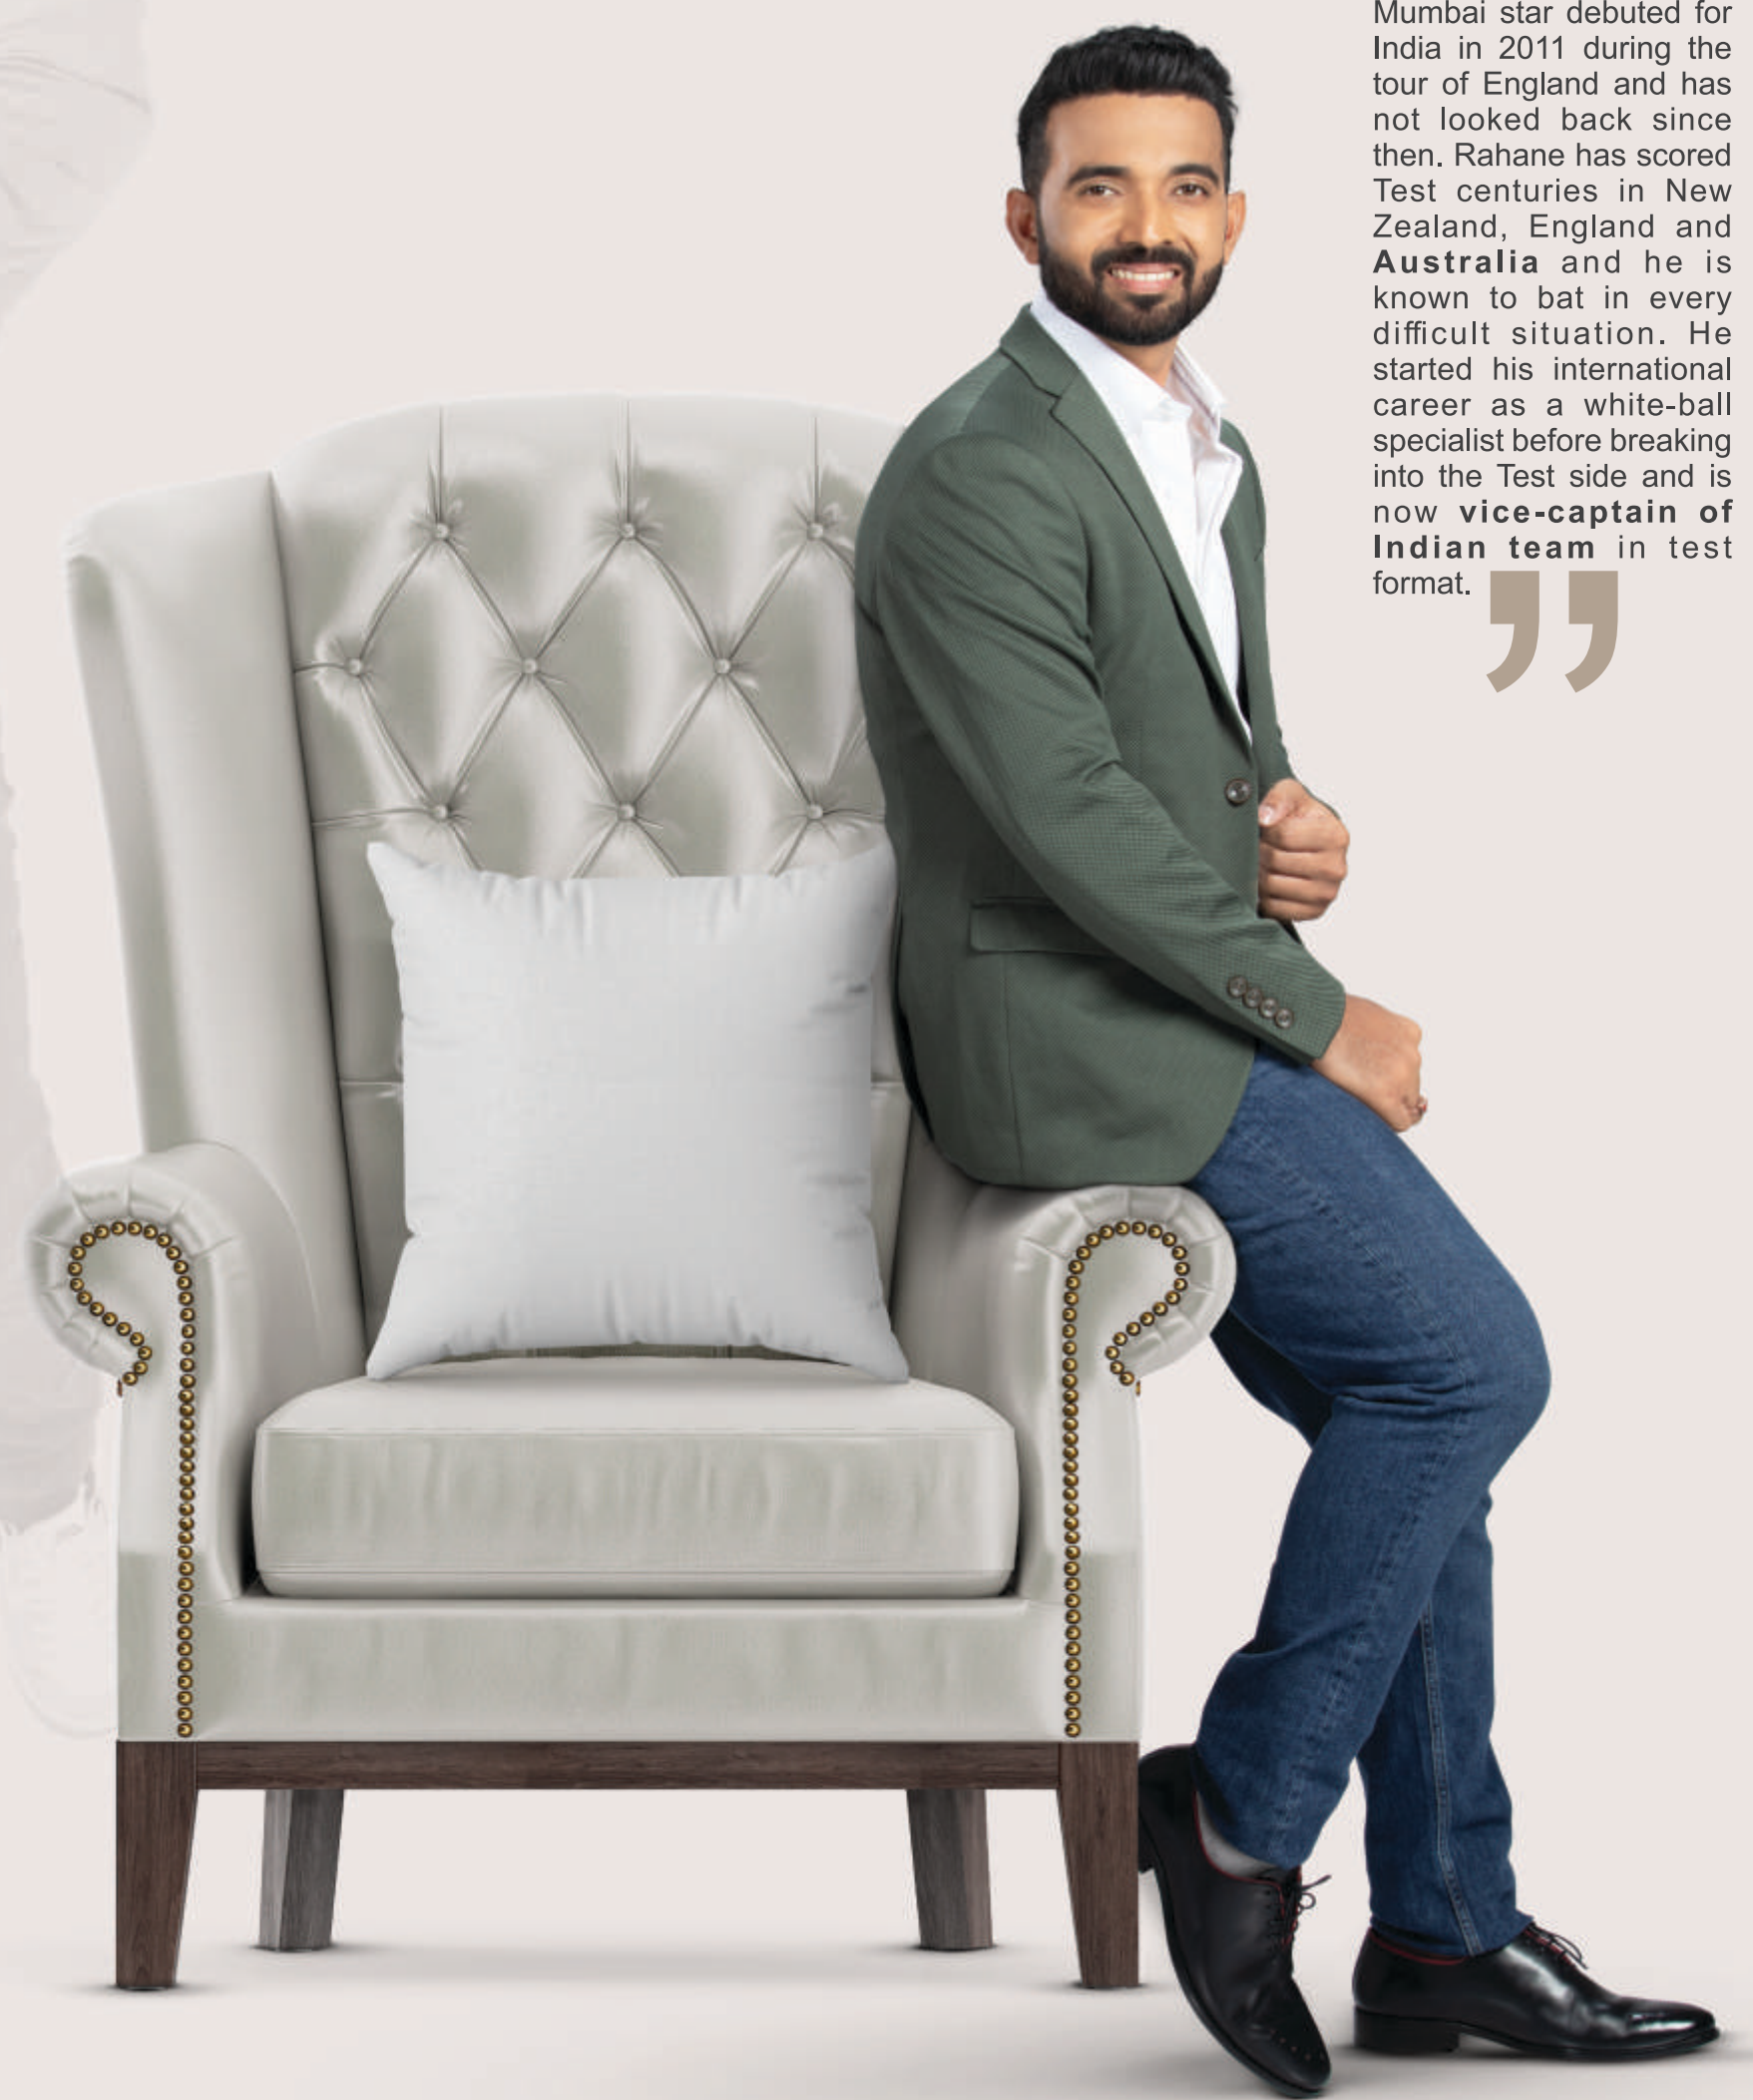 Mumbai star debuted for
India in 2011 during the
tour of England and has
not looked back since
then. Rahane has scored
Test centuries in New
Zealand, England and
Australia and he is
known to bat in every
difficult situation. He
started his international
career as a white-ball
specialist before breaking
into the Test side and is
now vice-captain of
Indian team in test
format. ”